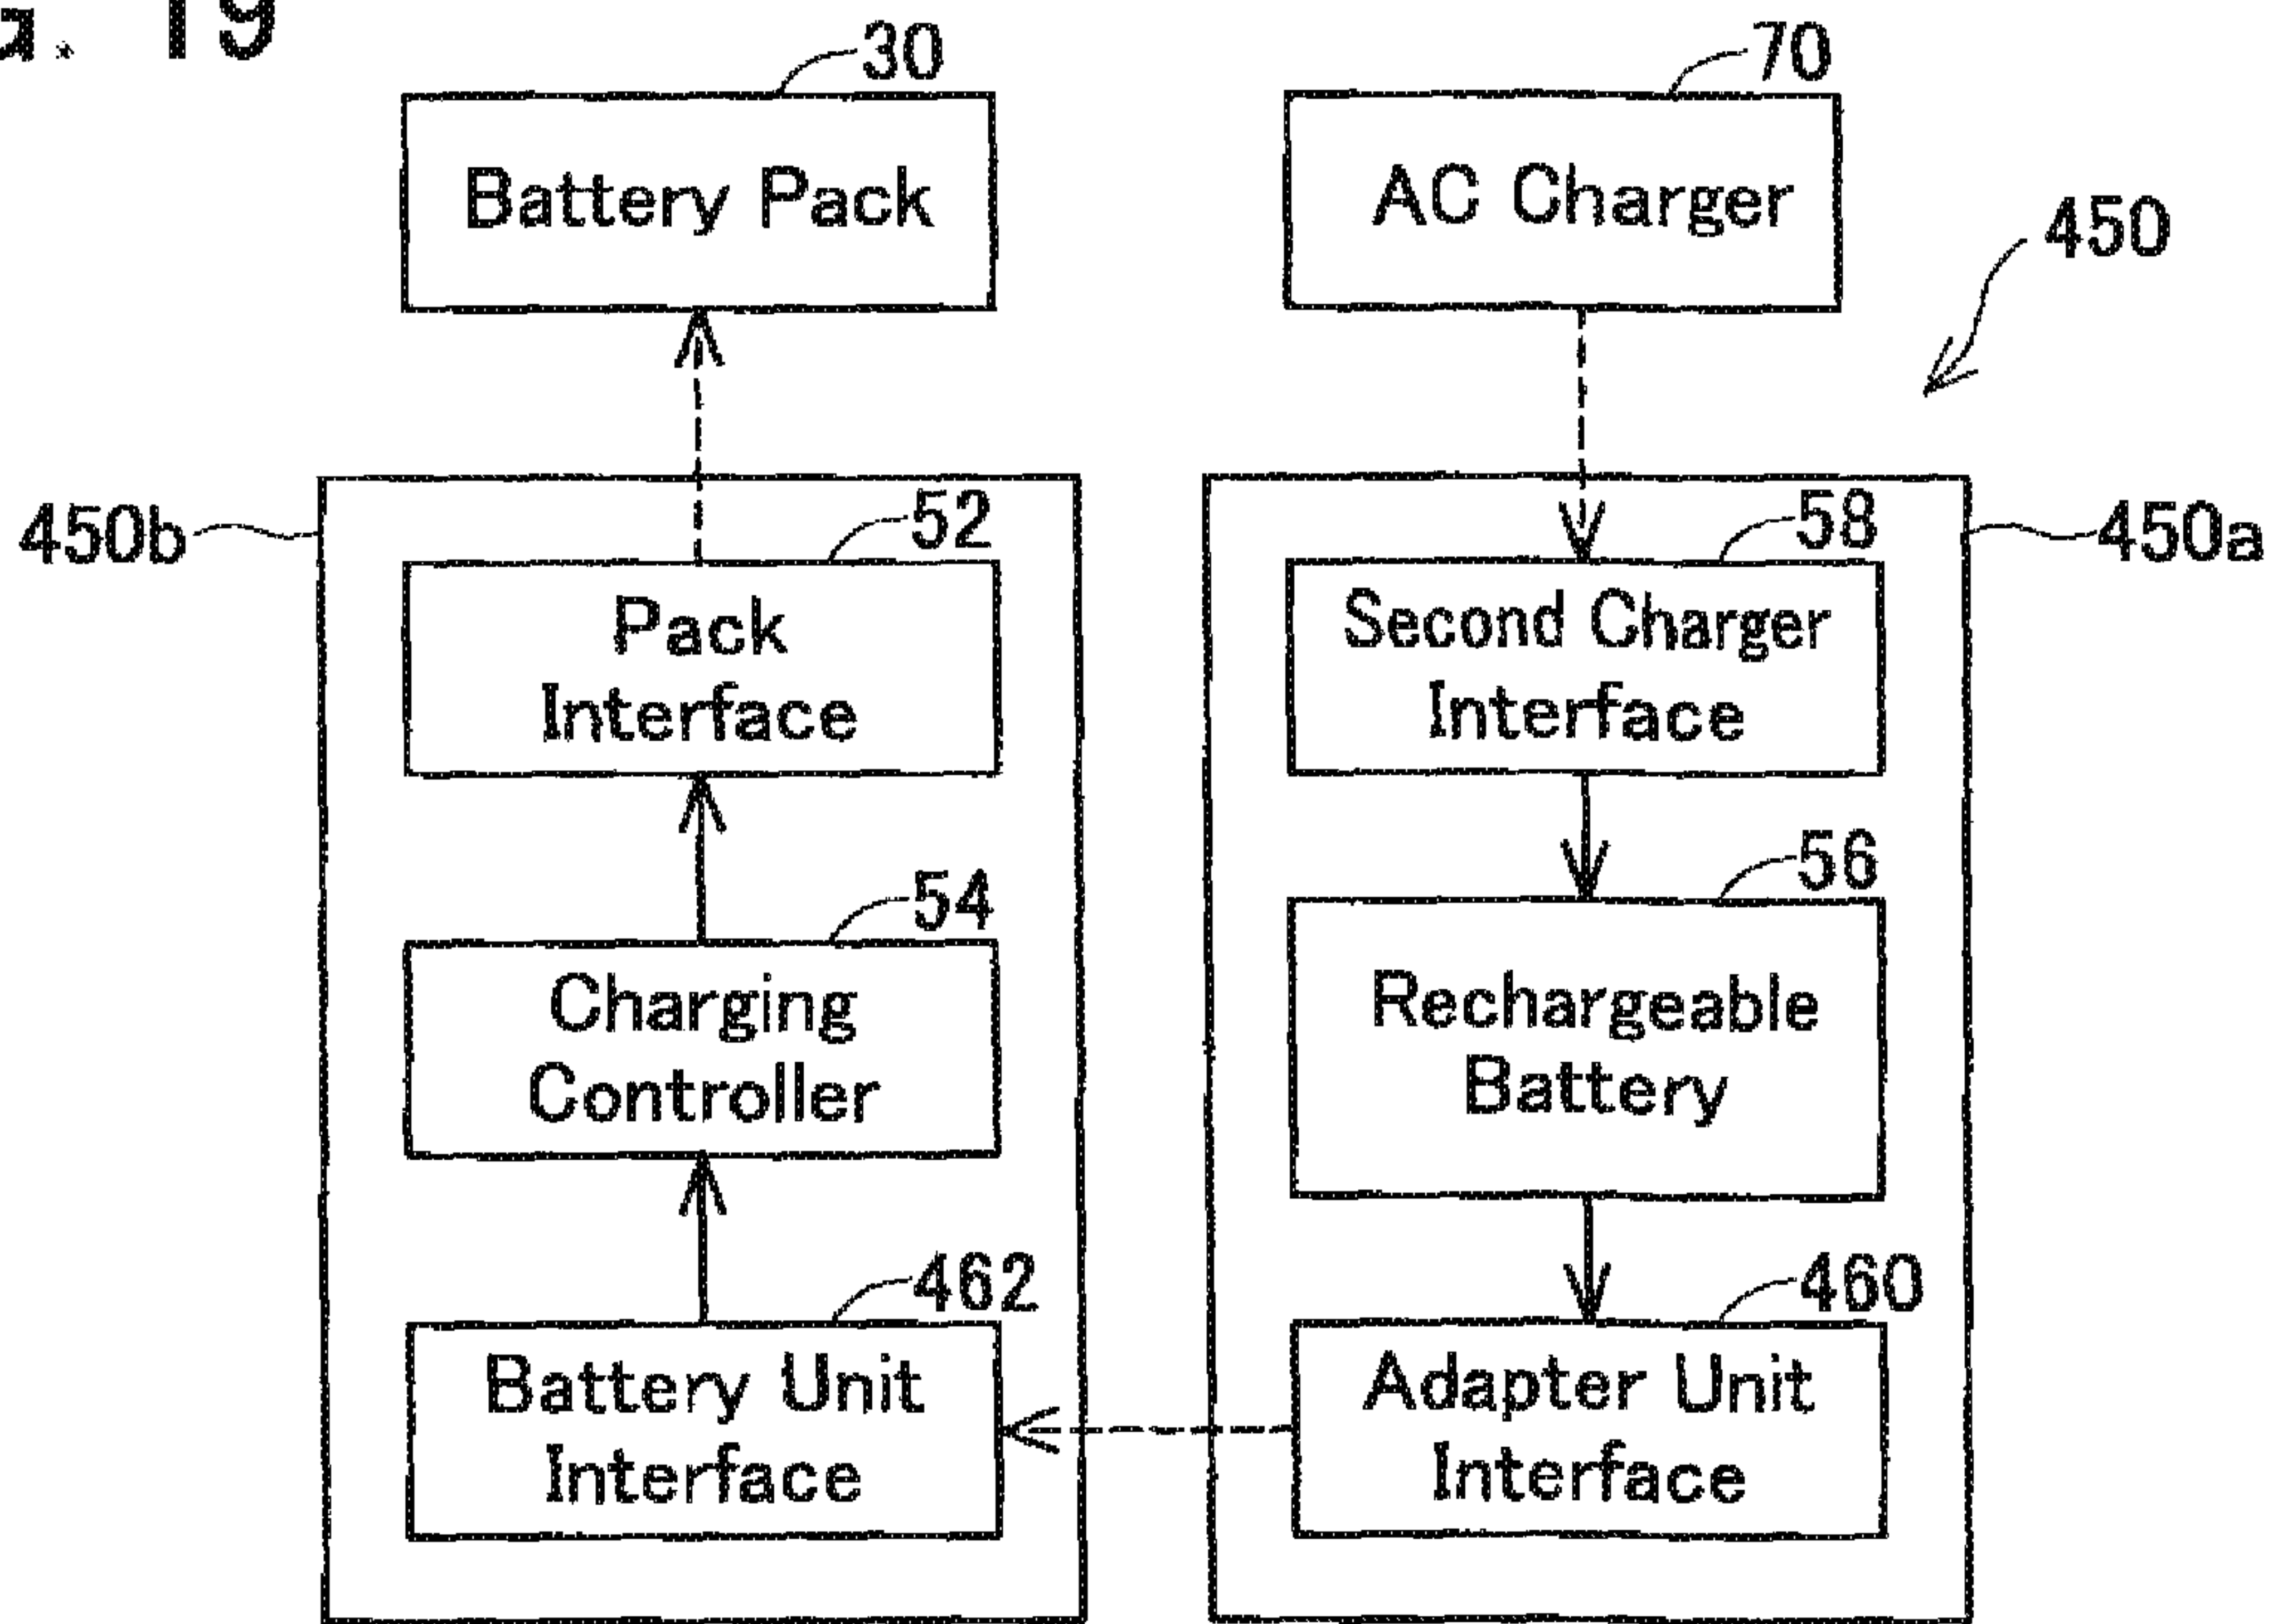 19
30
70
Battery Pack
AC Charger
450
450b
52
58
450a
Pack
Interface
Second Charger
Interface
54
56
Charging
Controller
Rechargeable
Battery
462
460
Battery Unit
Interface
Adapter Unit
Interface